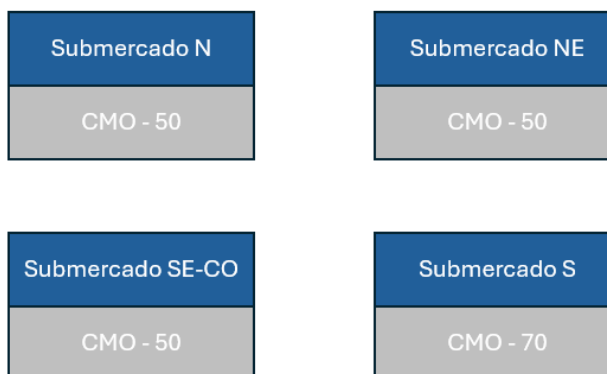 Submercado N
CMO - 50
Submercado NE
CMO - 50
Submercado SE-CO
CMO - 50
Submercado S
CMO - 70